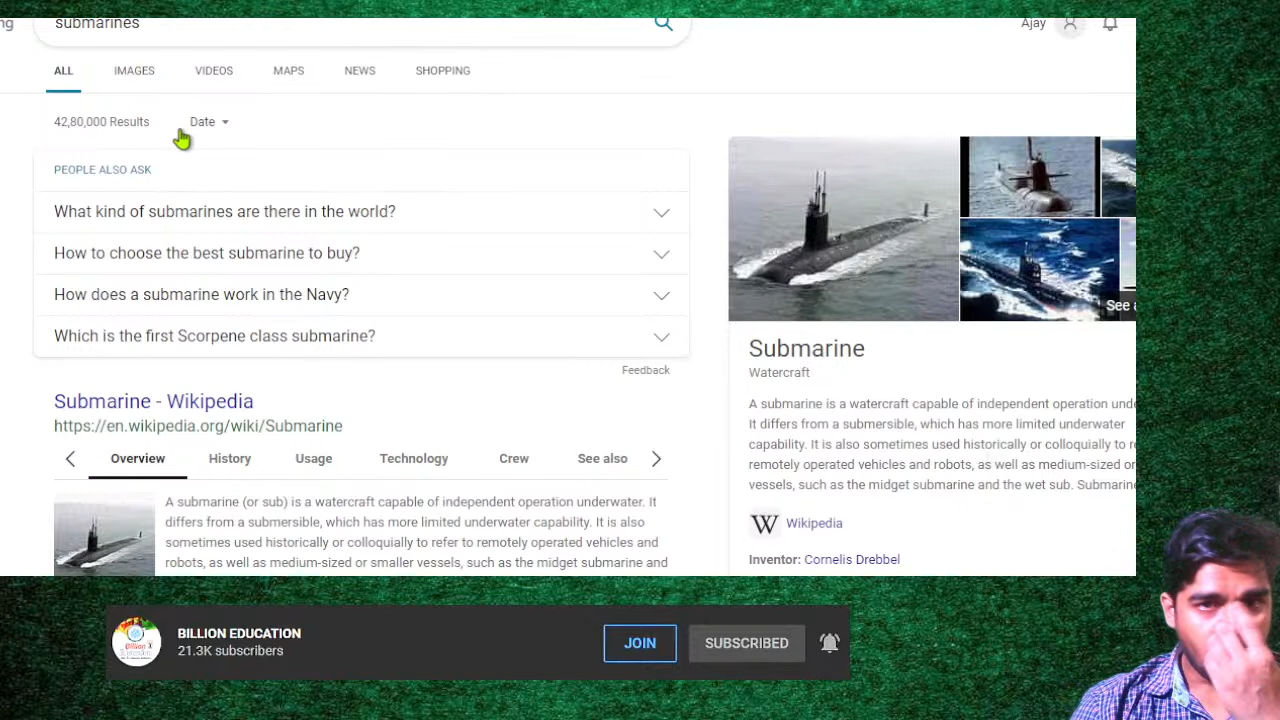 ng
submarines
Ajay
ALL IMAGES VIDEOS MAPS NEWS SHOPPING
42,80,000 Results Date
PEOPLE ALSO ASK
What kind of submarines are there in the world?
How to choose the best submarine to buy?
How does a submarine work in the Navy?
Which is the first Scorpene class submarine?
Feedback
Submarine - Wikipedia
https://en.wikipedia.org/wiki/Submarine
Overview History Usage Technology Crew See also
A submarine (or sub) is a watercraft capable of independent operation underwater. It
differs from a submersible, which has more limited underwater capability. It is also
sometimes used historically or colloquially to refer to remotely operated vehicles and
robots, as well as medium-sized or smaller vessels, such as the midget submarine and
See a
Submarine
Watercraft
A submarine is a watercraft capable of independent operation und
It differs from a submersible, which has more limited underwater
capability. It is also sometimes used historically or colloquially to r
remotely operated vehicles and robots, as well as medium-sized or
vessels, such as the midget submarine and the wet sub. Submarin
W Wikipedia
Inventor: Cornelis Drebbel
Billion
BILLION EDUCATION
21.3K subscribers
JOIN SUBSCRIBED